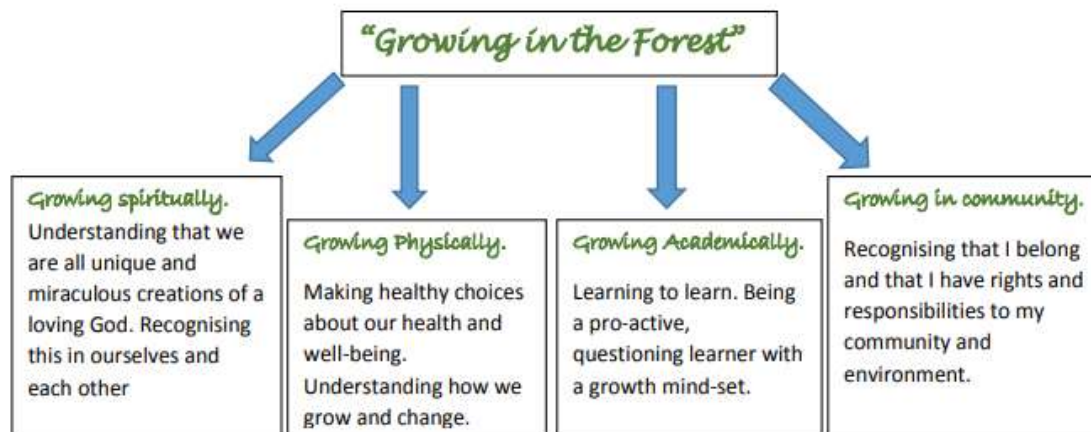 “Growing in the Forest”
Growing spiritually.
Understanding that we
are all unique and
miraculous creations of a
loving God. Recognising
this in ourselves and
each other
Growing Physically.
Making healthy choices
about our health and
well-being.
Understanding how we
grow and change.
Growing Academically.
Learning to learn. Being
a pro-active,
questioning learner with
a growth mind-set.
Growing in community.
Recognising that I belong
and that I have rights and
responsibilities to my
community and
environment.